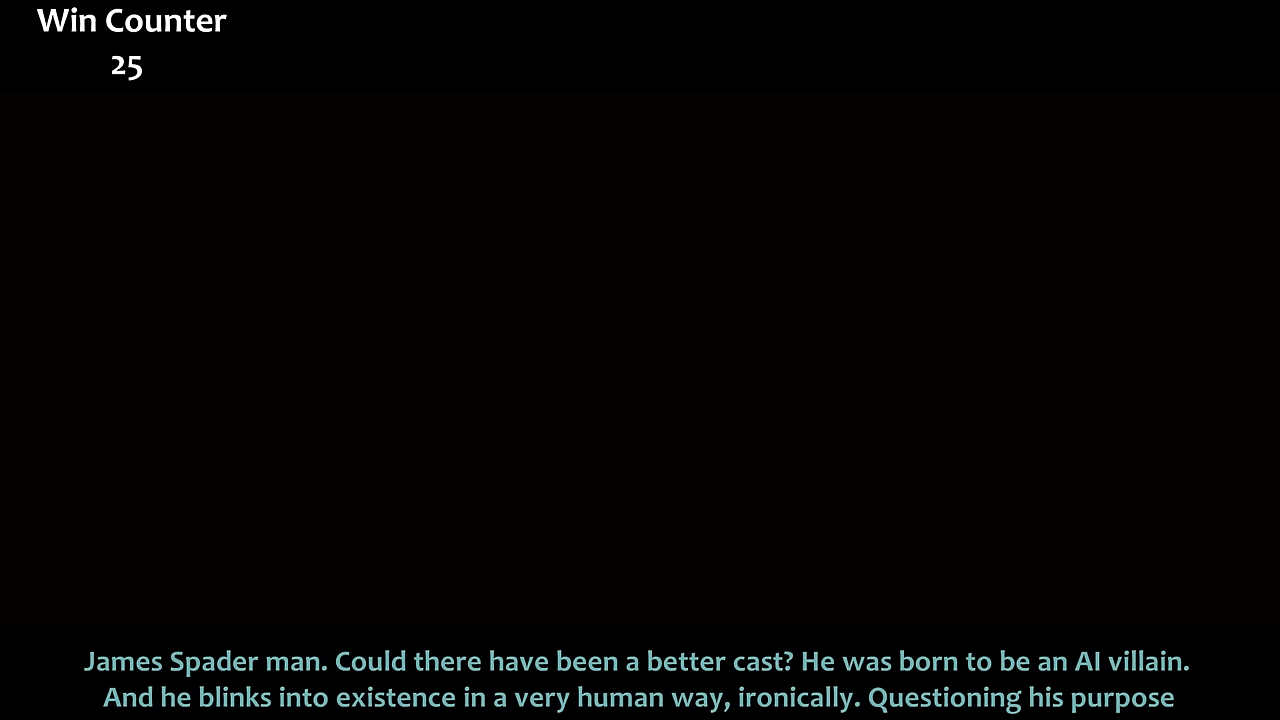 Win Counter
25
James Spader man. Could there have been a better cast? He was born to be an AI villain.
And he blinks into existence in a very human way, ironically. Questioning his purpose